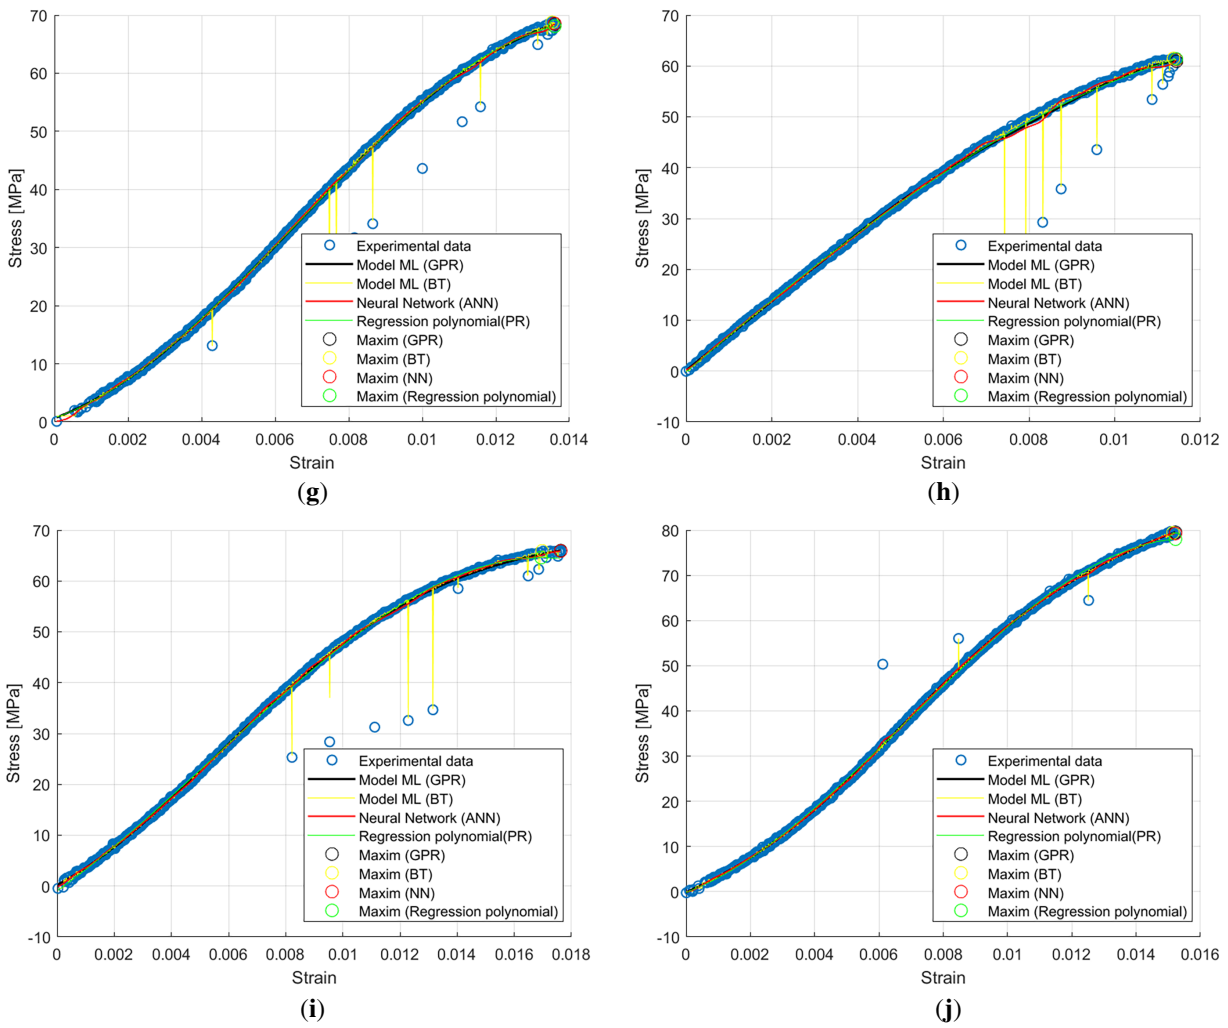 70
60
50
40
30
20
10
0
Stress [MPa]
0
0.002
0.004
0.006
0.008
0.01
0.012
0.014
Strain
Experimental data
Model ML (GPR)
Model ML (BT)
Neural Network (ANN)
Regression polynomial(PR)
Maxim (GPR)
Maxim (BT)
Maxim (NN)
Maxim (Regression polynomial)
(g)
70
60
50
40
30
20
10
0
-10
Stress [MPa]
0
0.002
0.004
0.006
0.008
0.01
0.012
Strain
Experimental data
Model ML (GPR)
Model ML (BT)
Neural Network (ANN)
Regression polynomial(PR)
Maxim (GPR)
Maxim (BT)
Maxim (NN)
Maxim (Regression polynomial)
(h)
70
60
50
40
30
20
10
0
-10
Stress [MPa]
0
0.002
0.004
0.006
0.008
0.01
0.012
0.014
0.016
0.018
Strain
Experimental data
Model ML (GPR)
Model ML (BT)
Neural Network (ANN)
Regression polynomial(PR)
Maxim (GPR)
Maxim (BT)
Maxim (NN)
Maxim (Regression polynomial)
(i)
80
70
60
50
40
30
20
10
0
-10
Stress [MPa]
0
0.002
0.004
0.006
0.008
0.01
0.012
0.014
0.016
Strain
Experimental data
Model ML (GPR)
Model ML (BT)
Neural Network (ANN)
Regression polynomial(PR)
Maxim (GPR)
Maxim (BT)
Maxim (NN)
Maxim (Regression polynomial)
(j)